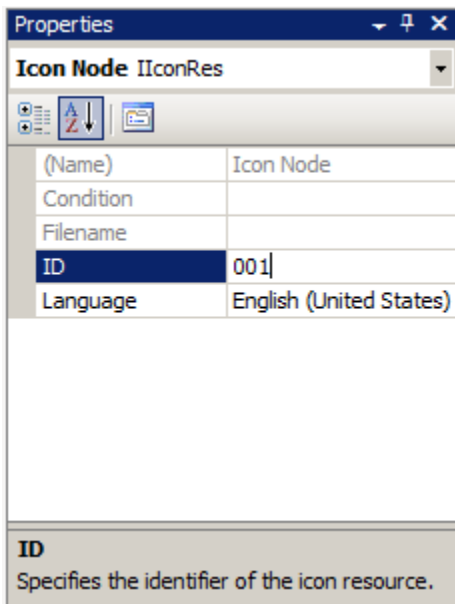 Properties
Icon Node IIconRes
A
Z
(Name) Icon Node
Condition
Filename
ID 001
Language English (United States)
ID
Specifies the identifier of the icon resource.